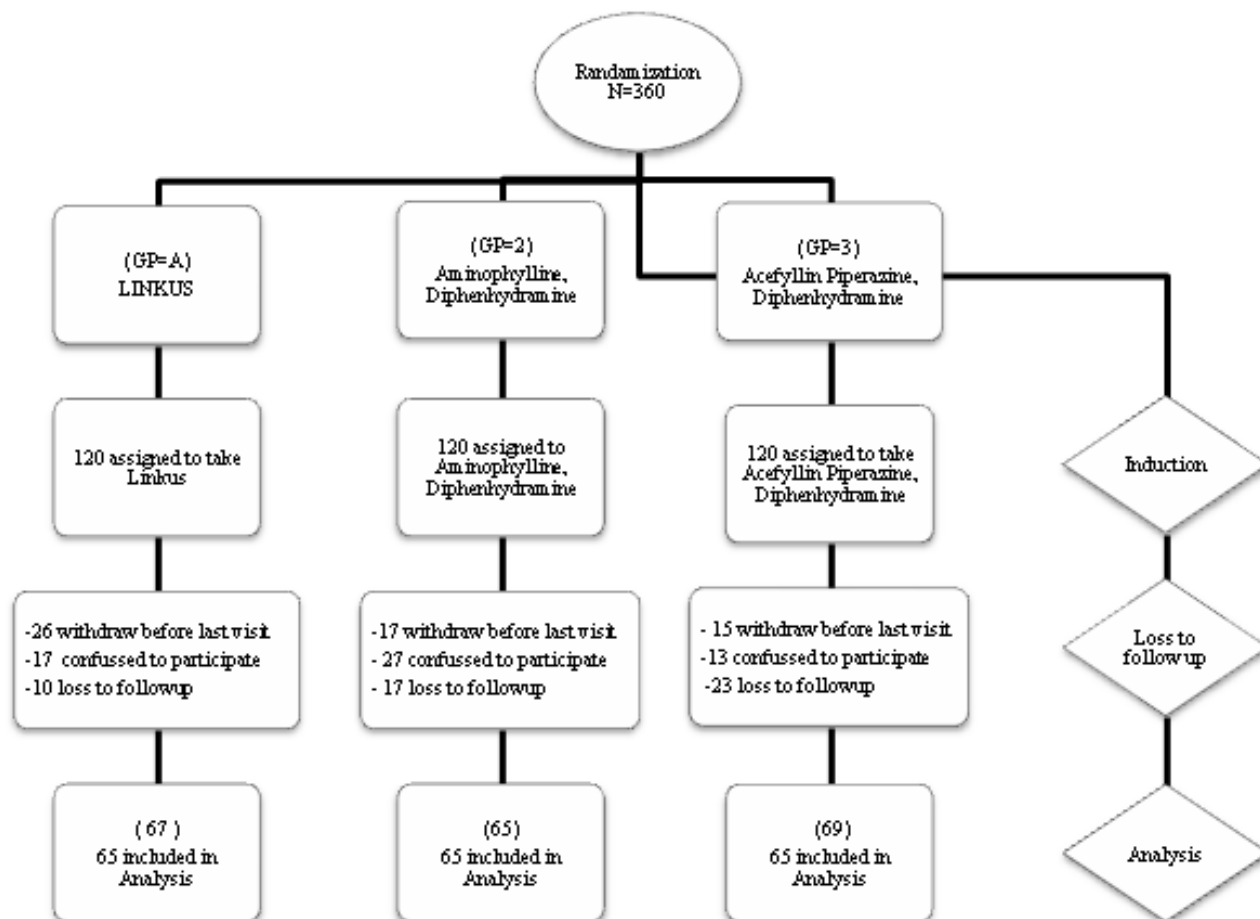 Randamization
N=360
(GP=A)
LINKUS
(GP=2)
Aminophylline,
Diphenhydramine
(GP=3)
Acefyllin Piperazine,
Diphenhydramine
120 assigned to take
Linkus
120 assigned to
Aminophylline,
Diphenhydramine
120 assigned to take
Acefyllin Piperazine,
Diphenhydramine
Induction
-26 withdraw before last visit
-17 confussed to participate
-10 loss to followup
-17 withdraw before last visit.
- 27 confussed to participate
- 17 loss to followup
- 15 withdraw before last visit.
-13 confussed to participate
-23 loss to followup
Loss to
follow up
( 67 )
65 included in
Analysis
(65)
65 included in
Analysis
(69)
65 included in
Analysis
Analysis